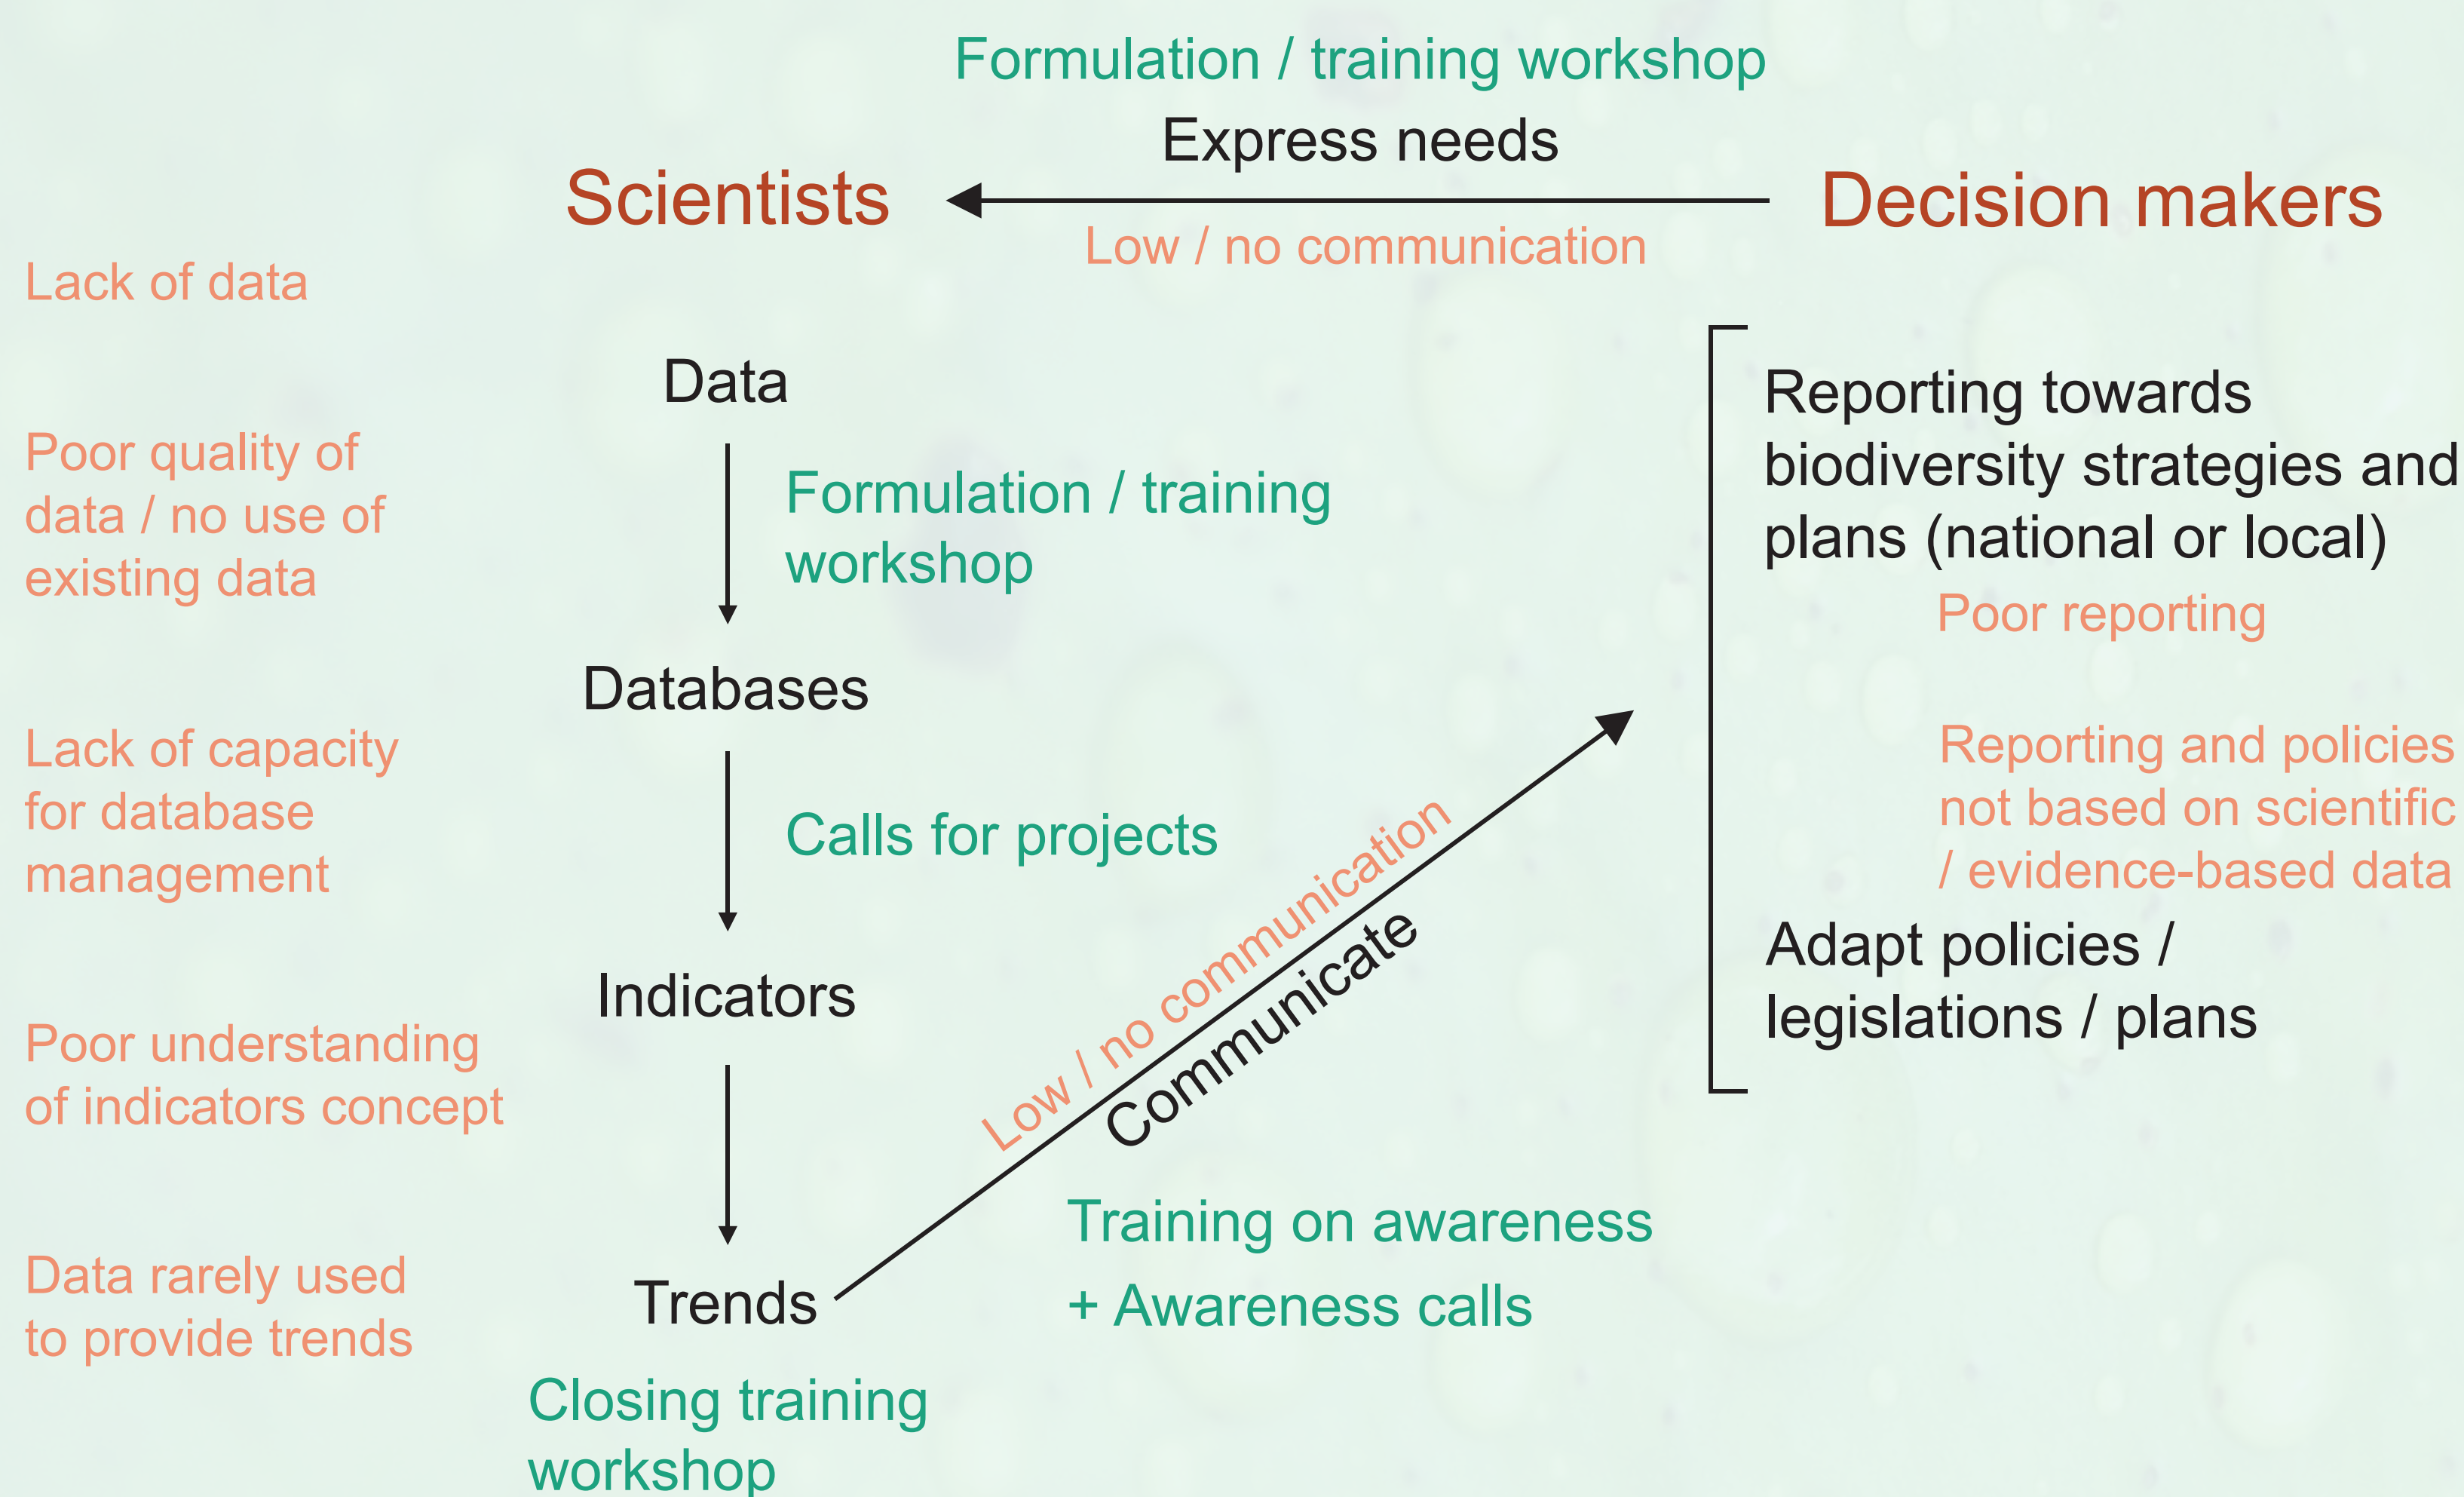 Formulation / training workshop
Express needs
Scientists
Decision makers
Low / no communication
Lack of data
Poor quality of
data / no use of
existing data
Lack of capacity
for database
management
Poor understanding
of indicators concept
Data rarely used
to provide trends
Data
Formulation / training
workshop
Databases
Calls for projects
Indicators
Trends
Closing training
workshop
Low / no communication
Communicate
Training on awareness
+ Awareness calls
Reporting towards
biodiversity strategies and
plans (national or local)
Poor reporting
Reporting and policies
not based on scientific
/ evidence-based data
Adapt policies /
legislations / plans